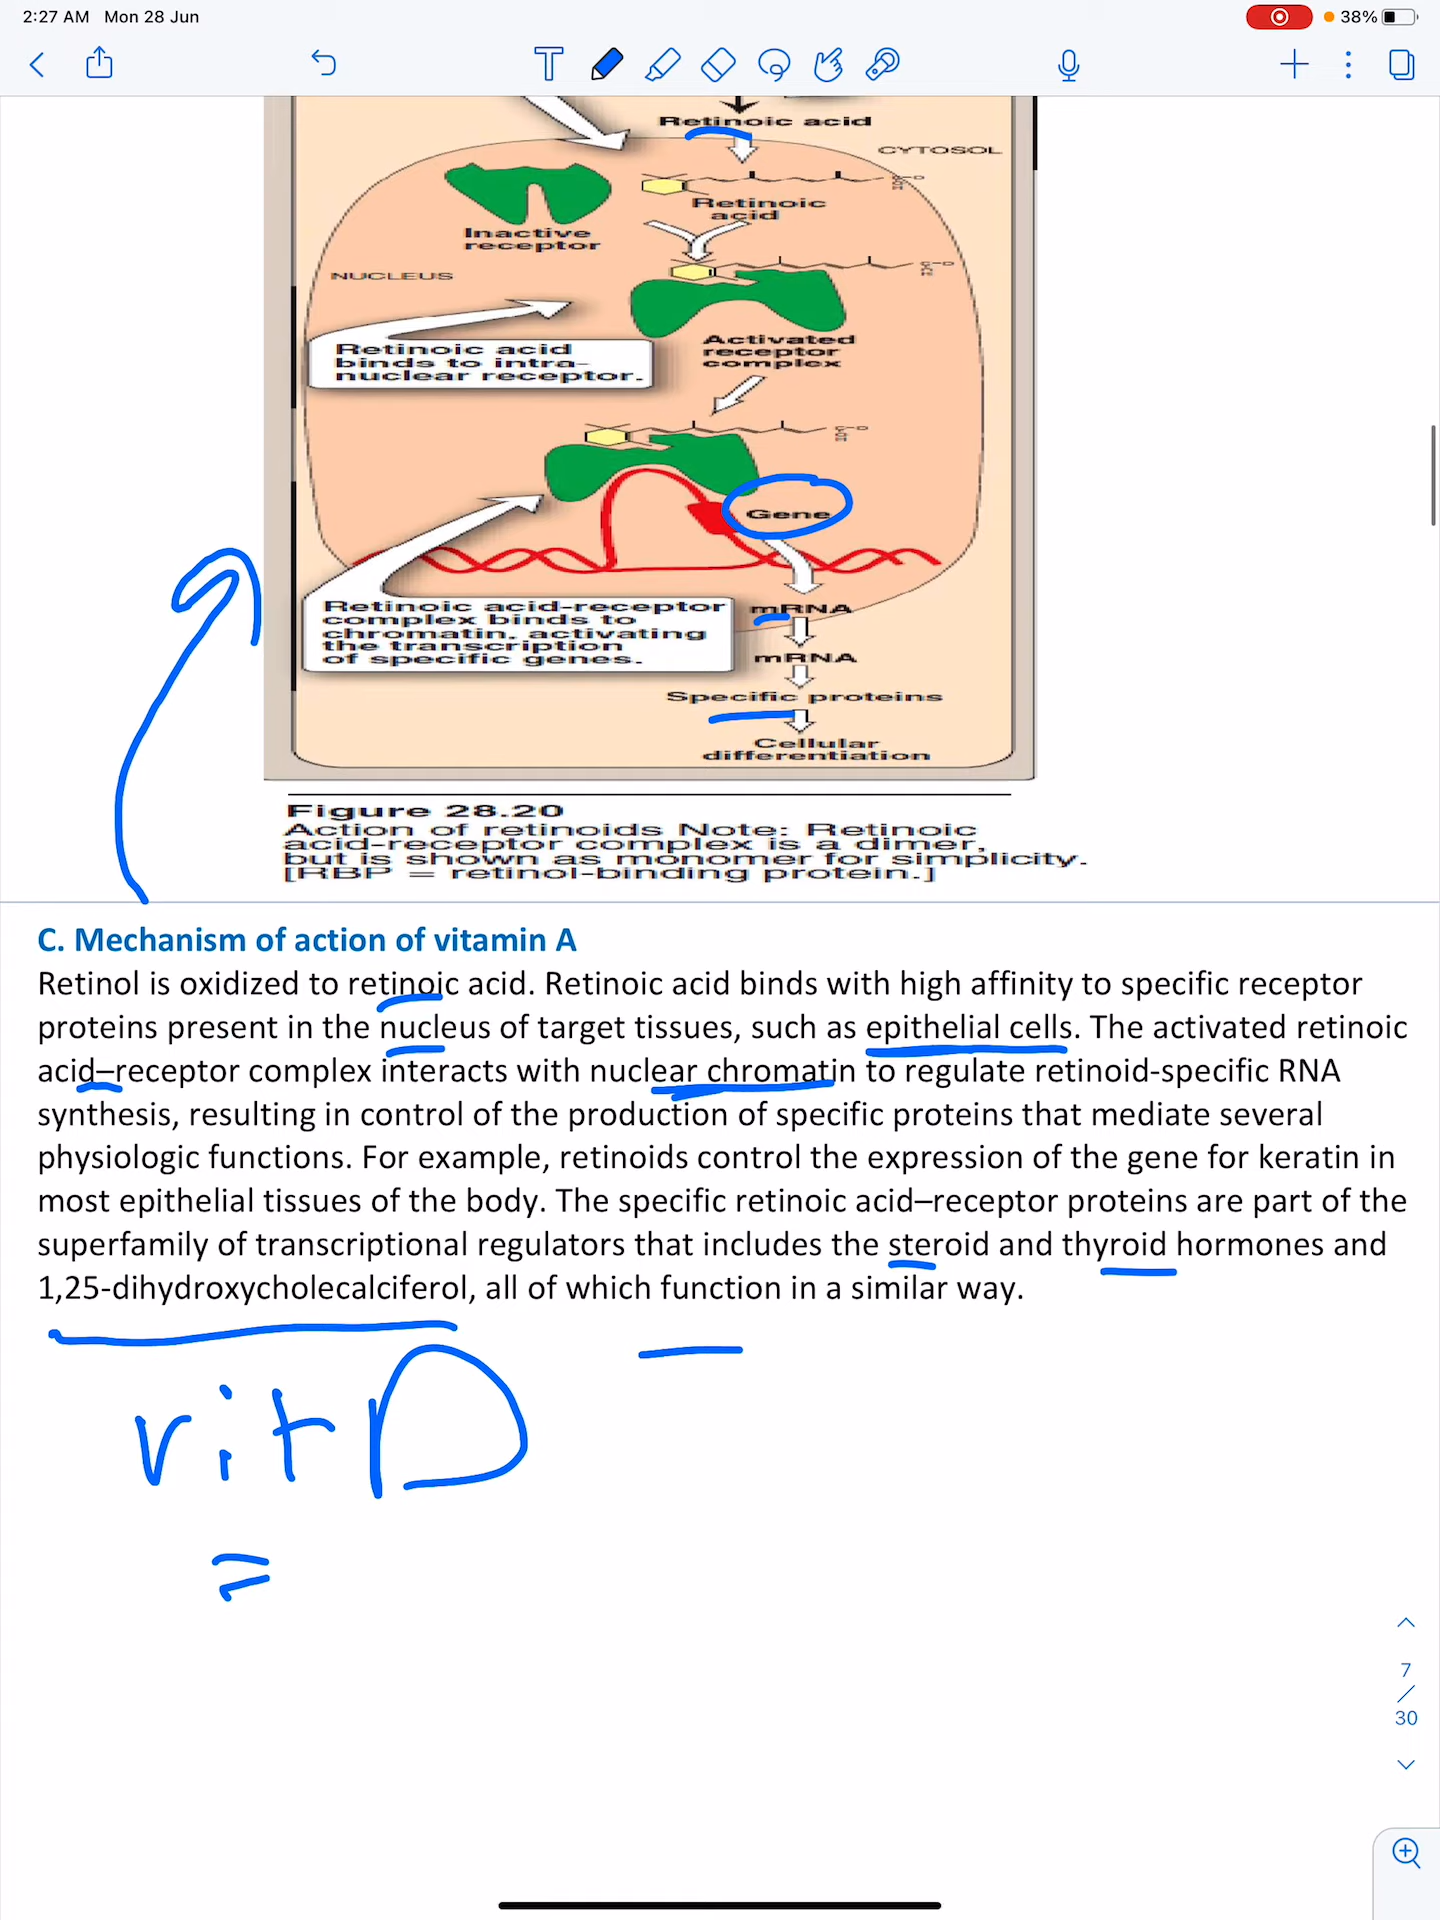 2:27 AM Mon 28 Jun
38%
Retinoic acid
CYTOSOL
Retinoic
acid
Inactive
receptor
NUCLEUS
Activated
receptor
complex
Retinoic acid
binds to intra-
nuclear receptor.
Gene
Retinoic acid-receptor
complex binds to
chromatin, activating
the transcription
of specific genes.
mRNA
mRNA
Specific proteins
Cellular
differentiation
Figure 28.20
Action of retinoids Note: Retinoic
acid-receptor complex is a dimer,
but is shown as monomer for simplicity.
[RBP = retinol-binding protein.]
C. Mechanism of action of vitamin A
Retinol is oxidized to retinoic acid. Retinoic acid binds with high affinity to specific receptor
proteins present in the nucleus of target tissues, such as epithelial cells. The activated retinoic
acid–receptor complex interacts with nuclear chromatin to regulate retinoid-specific RNA
synthesis, resulting in control of the production of specific proteins that mediate several
physiologic functions. For example, retinoids control the expression of the gene for keratin in
most epithelial tissues of the body. The specific retinoic acid–receptor proteins are part of the
superfamily of transcriptional regulators that includes the steroid and thyroid hormones and
1,25-dihydroxycholecalciferol, all of which function in a similar way.
vit D
=
7
/
30